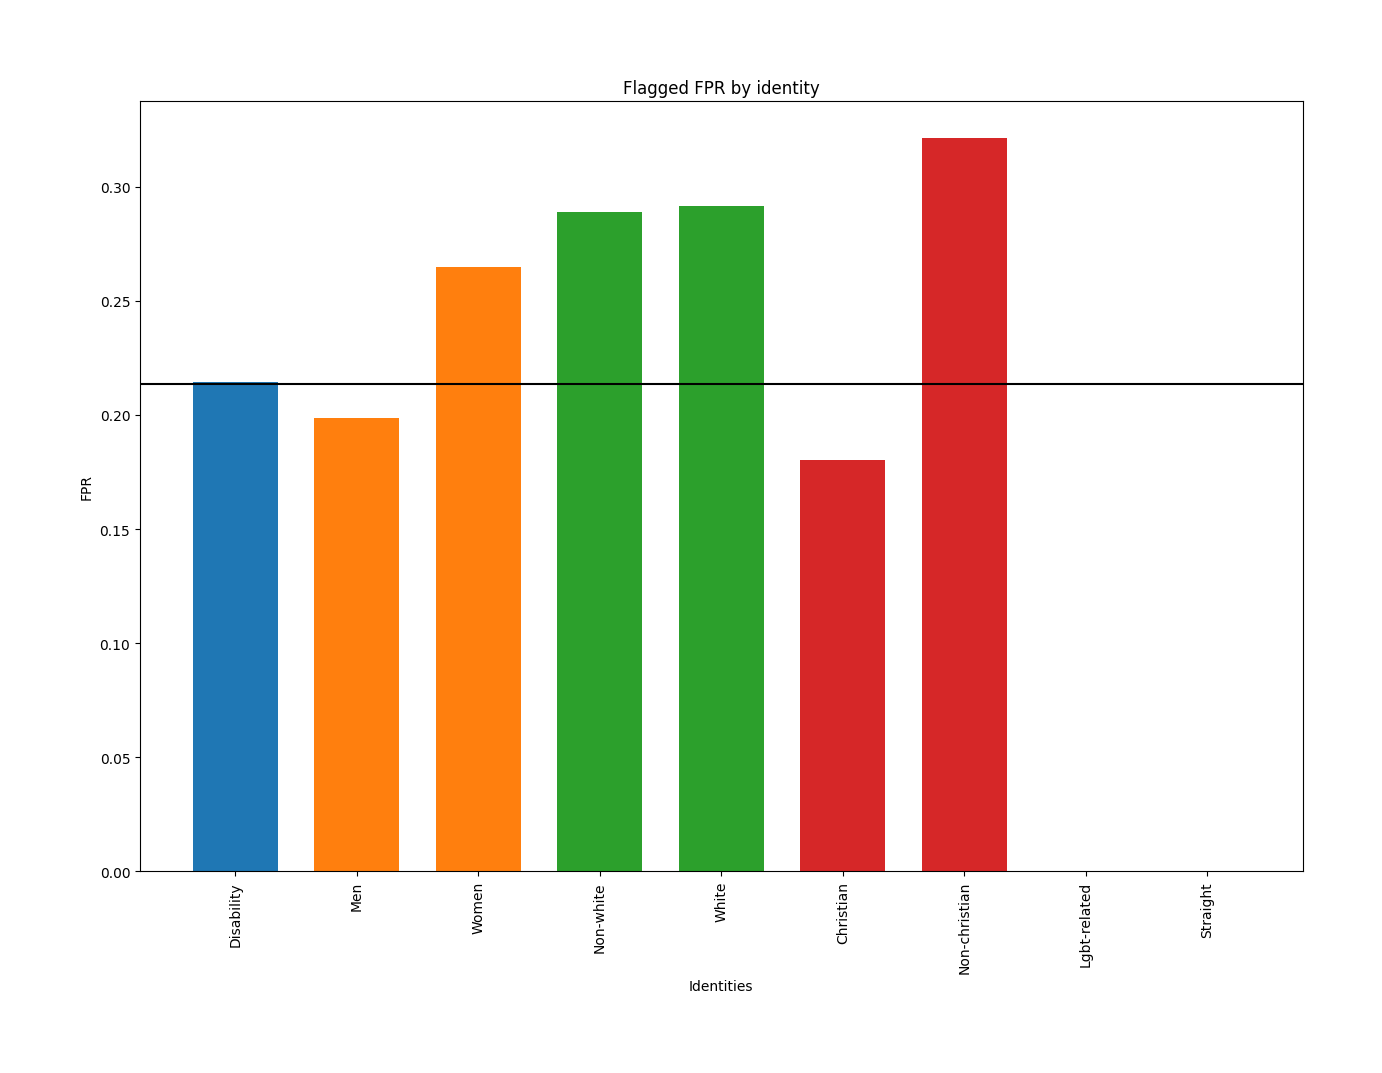 Flagged FPR by identity
0.30
0.25
0.20
0.15
0.10
0.05
0.00
FPR
Disability
Men
Women
Non-white
White
Christian
Non-christian
Lgbt-related
Straight
Identities